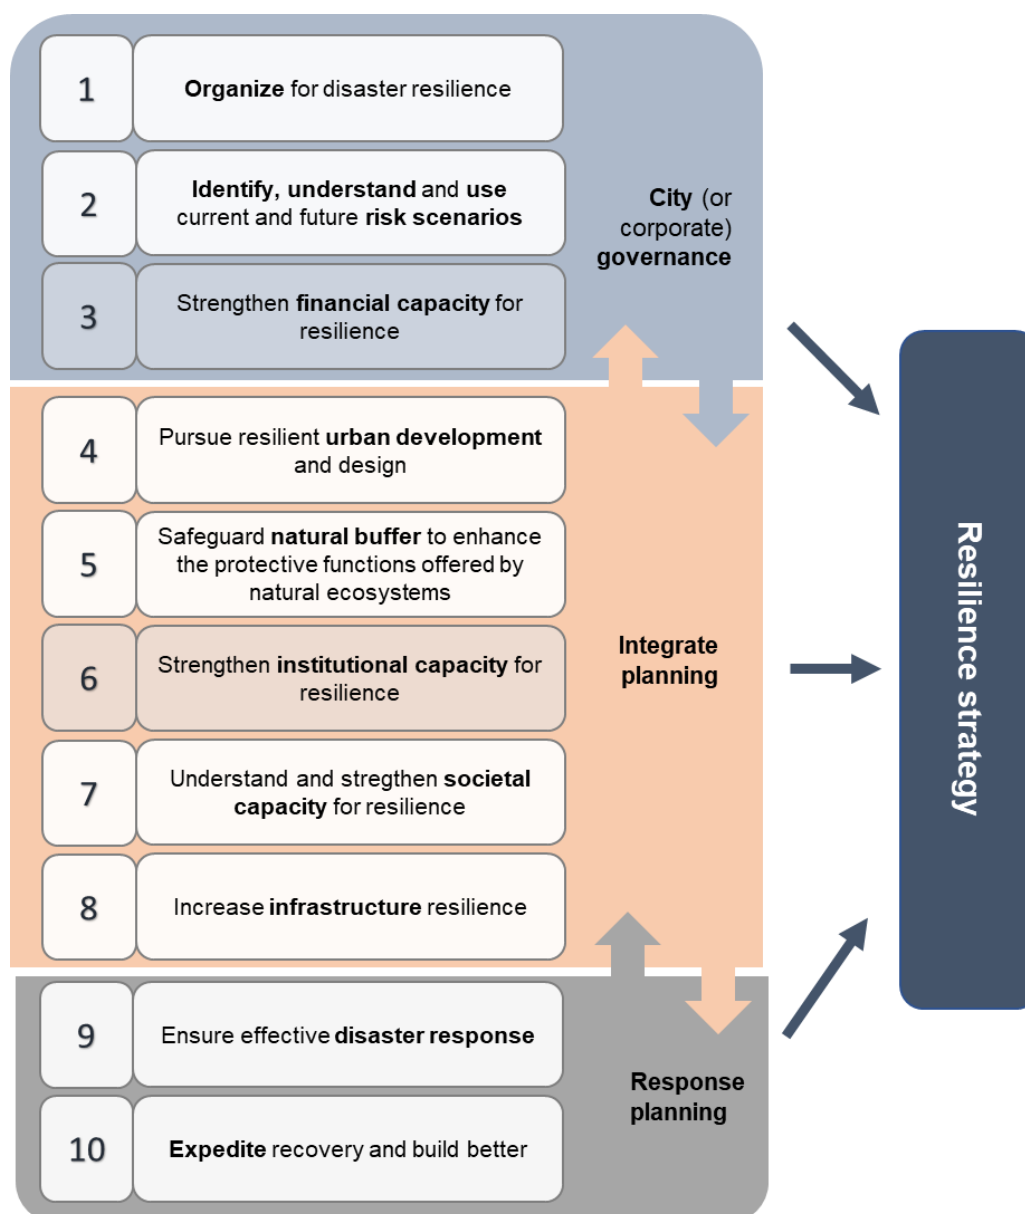 1
Organize for disaster resilience
2
Identify, understand and use
current and future risk scenarios
3
Strengthen financial capacity for
resilience
City (or
corporate)
governance
4
Pursue resilient urban development
and design
5
Safeguard natural buffer to enhance
the protective functions offered by
natural ecosystems
6
Strengthen institutional capacity for
resilience
7
Understand and stregthen societal
capacity for resilience
8
Increase infrastructure resilience
Integrate
planning
9
Ensure effective disaster response
10
Expedite recovery and build better
Response
planning
Resilience strategy